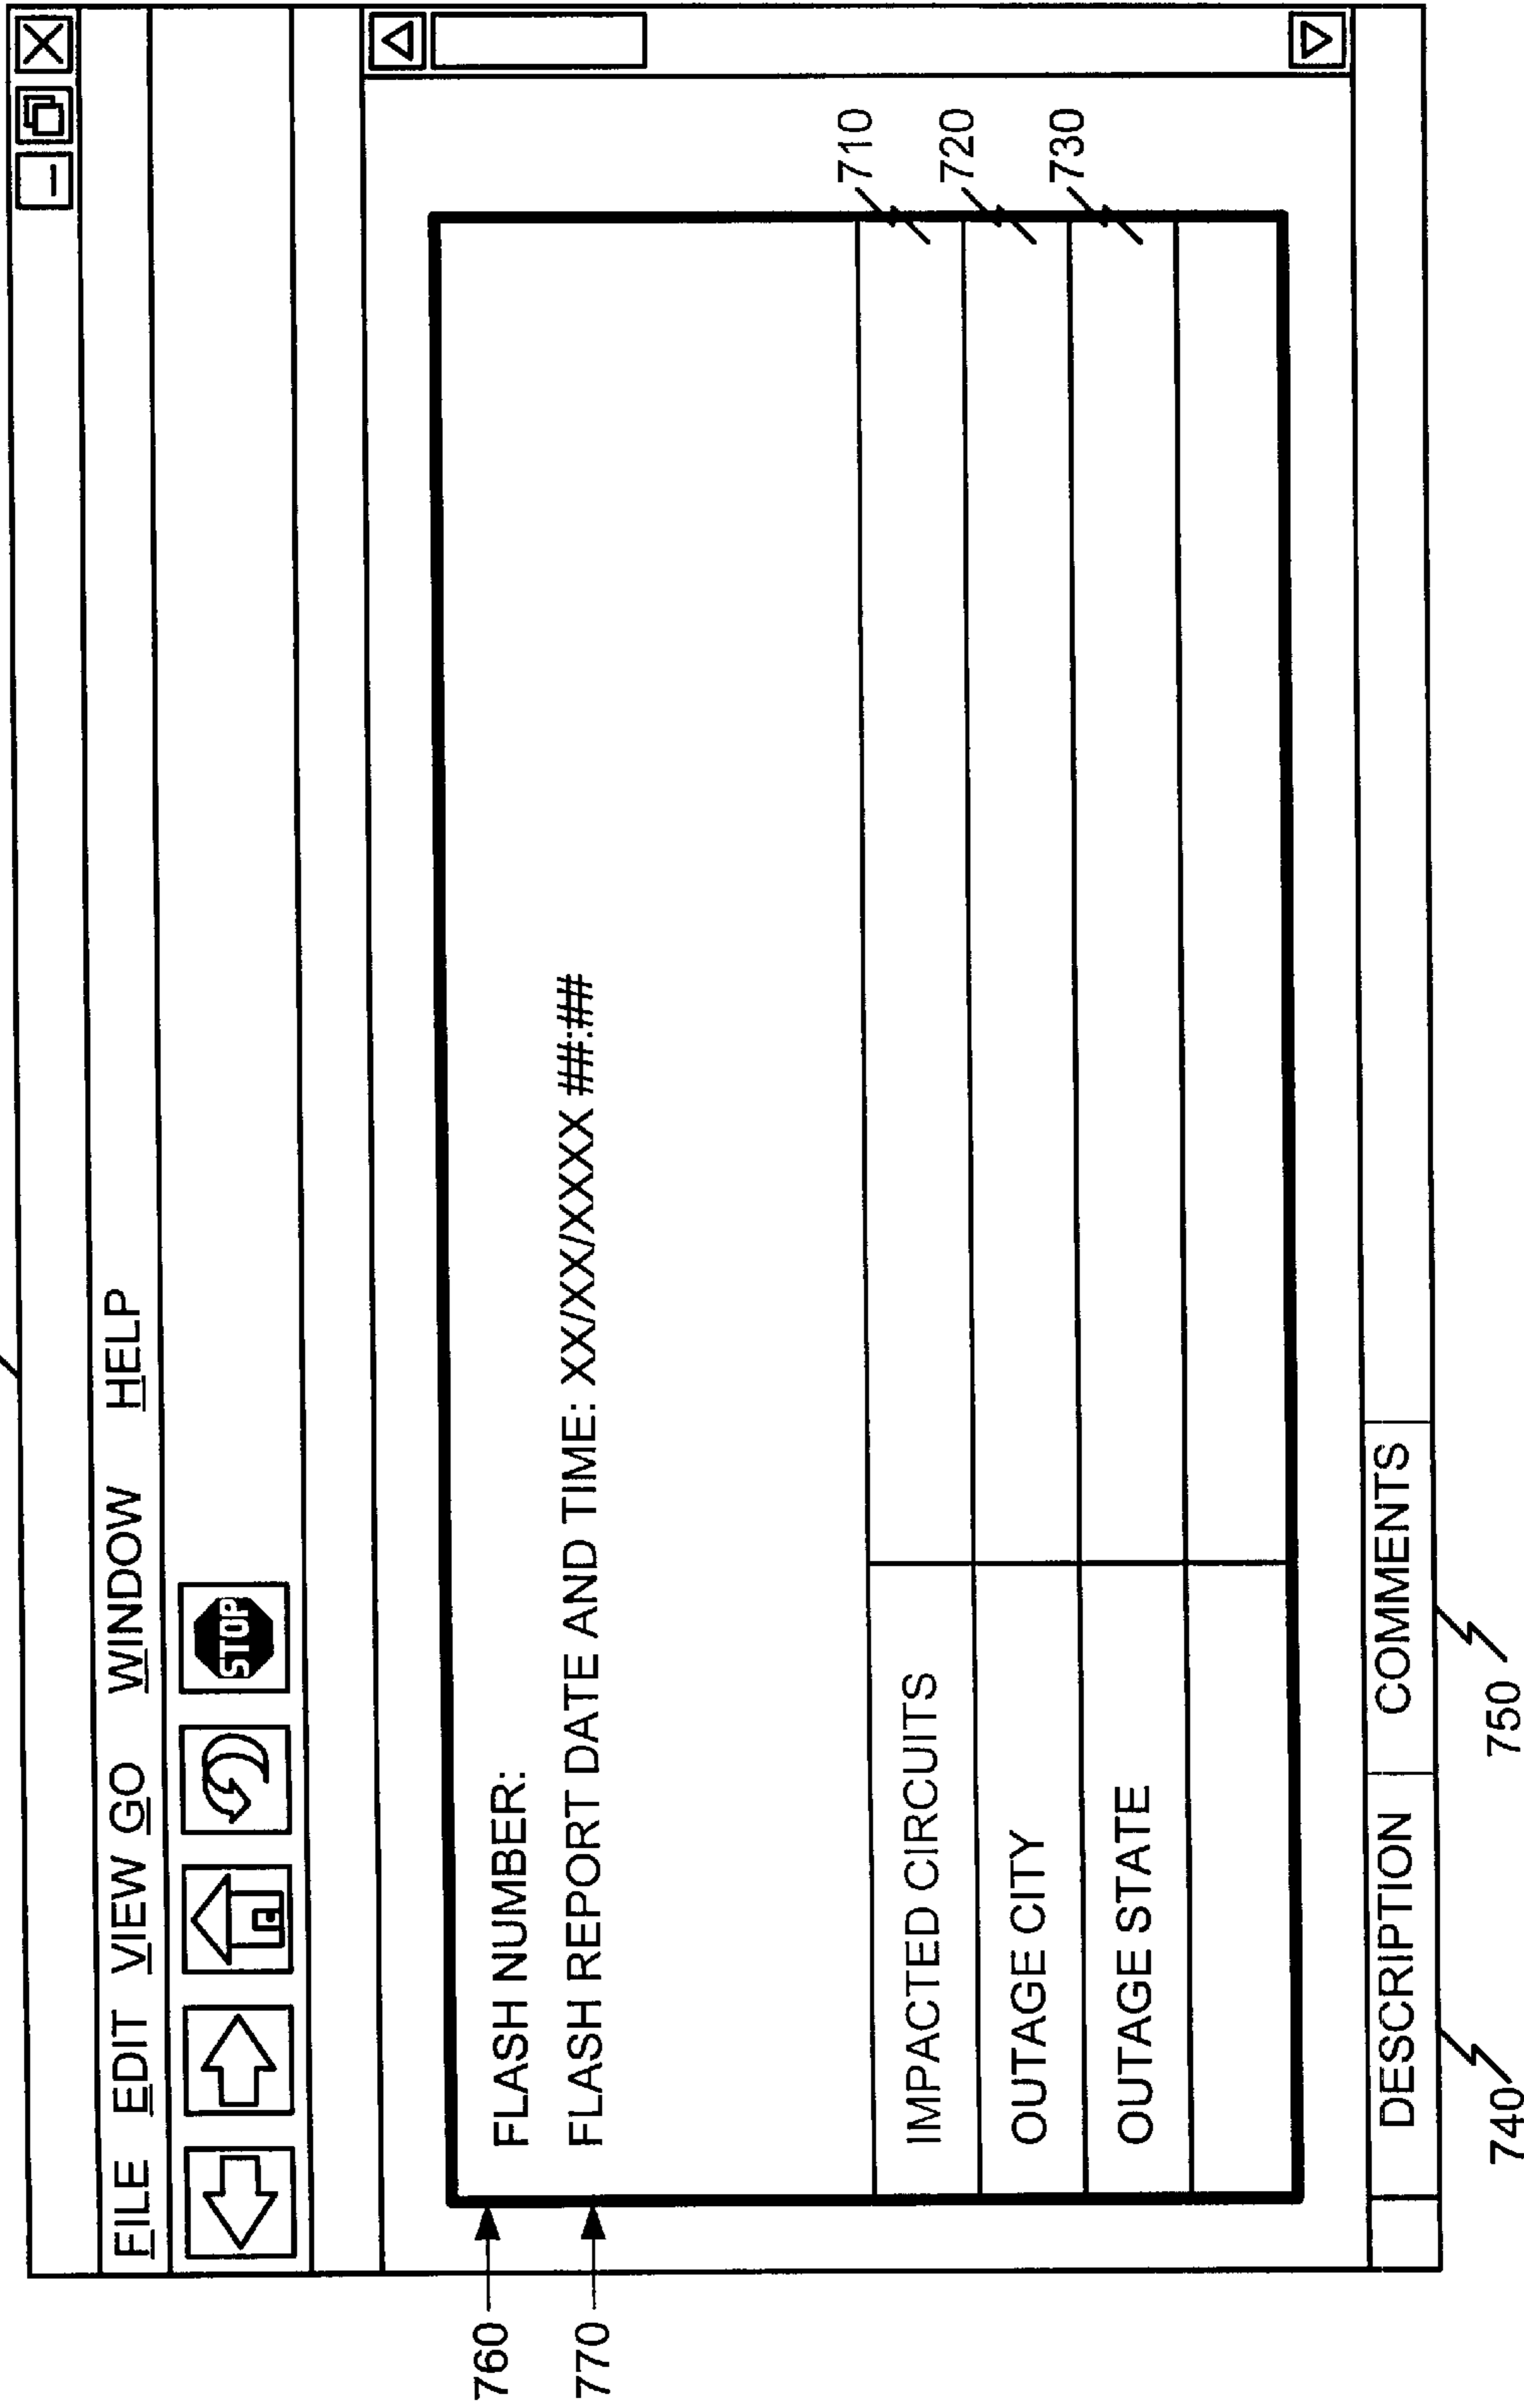 FILE EDIT VIEW GO WINDOW HELP
STOP
760
FLASH NUMBER:
770
FLASH REPORT DATE AND TIME: XX/XX/XXXX ##:##
IMPACTED CIRCUITS
710
OUTAGE CITY
720
OUTAGE STATE
730
DESCRIPTION
COMMENTS
740
750